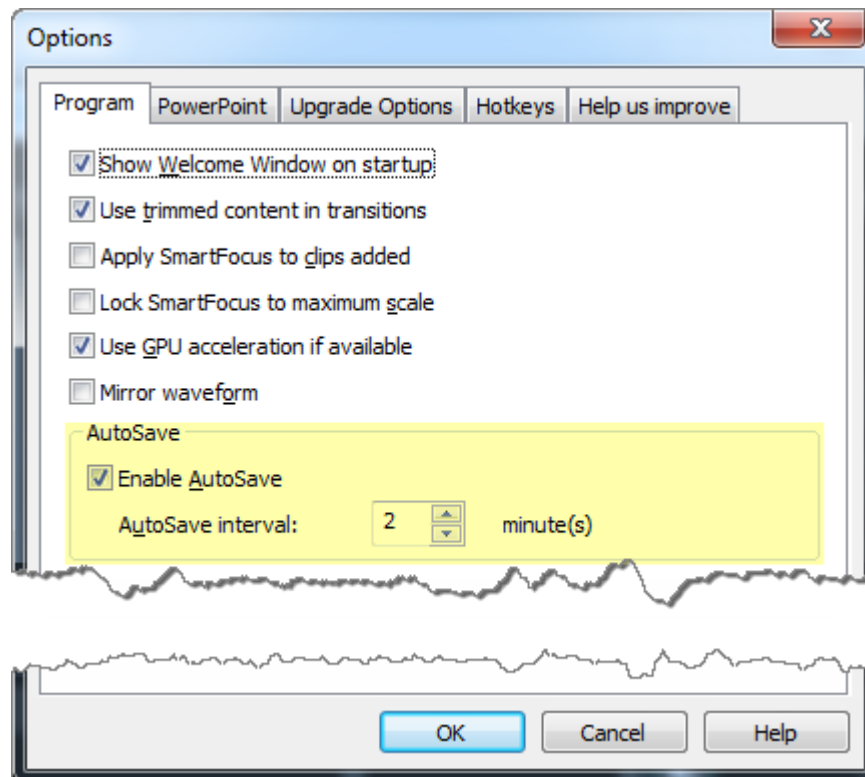 Options
Program PowerPoint Upgrade Options Hotkeys Help us improve
Show Welcome Window on startup
Use trimmed content in transitions
Apply SmartFocus to clips added
Lock SmartFocus to maximum scale
Use GPU acceleration if available
Mirror waveform
AutoSave
Enable AutoSave
AutoSave interval: 2 minute(s)
OK Cancel Help